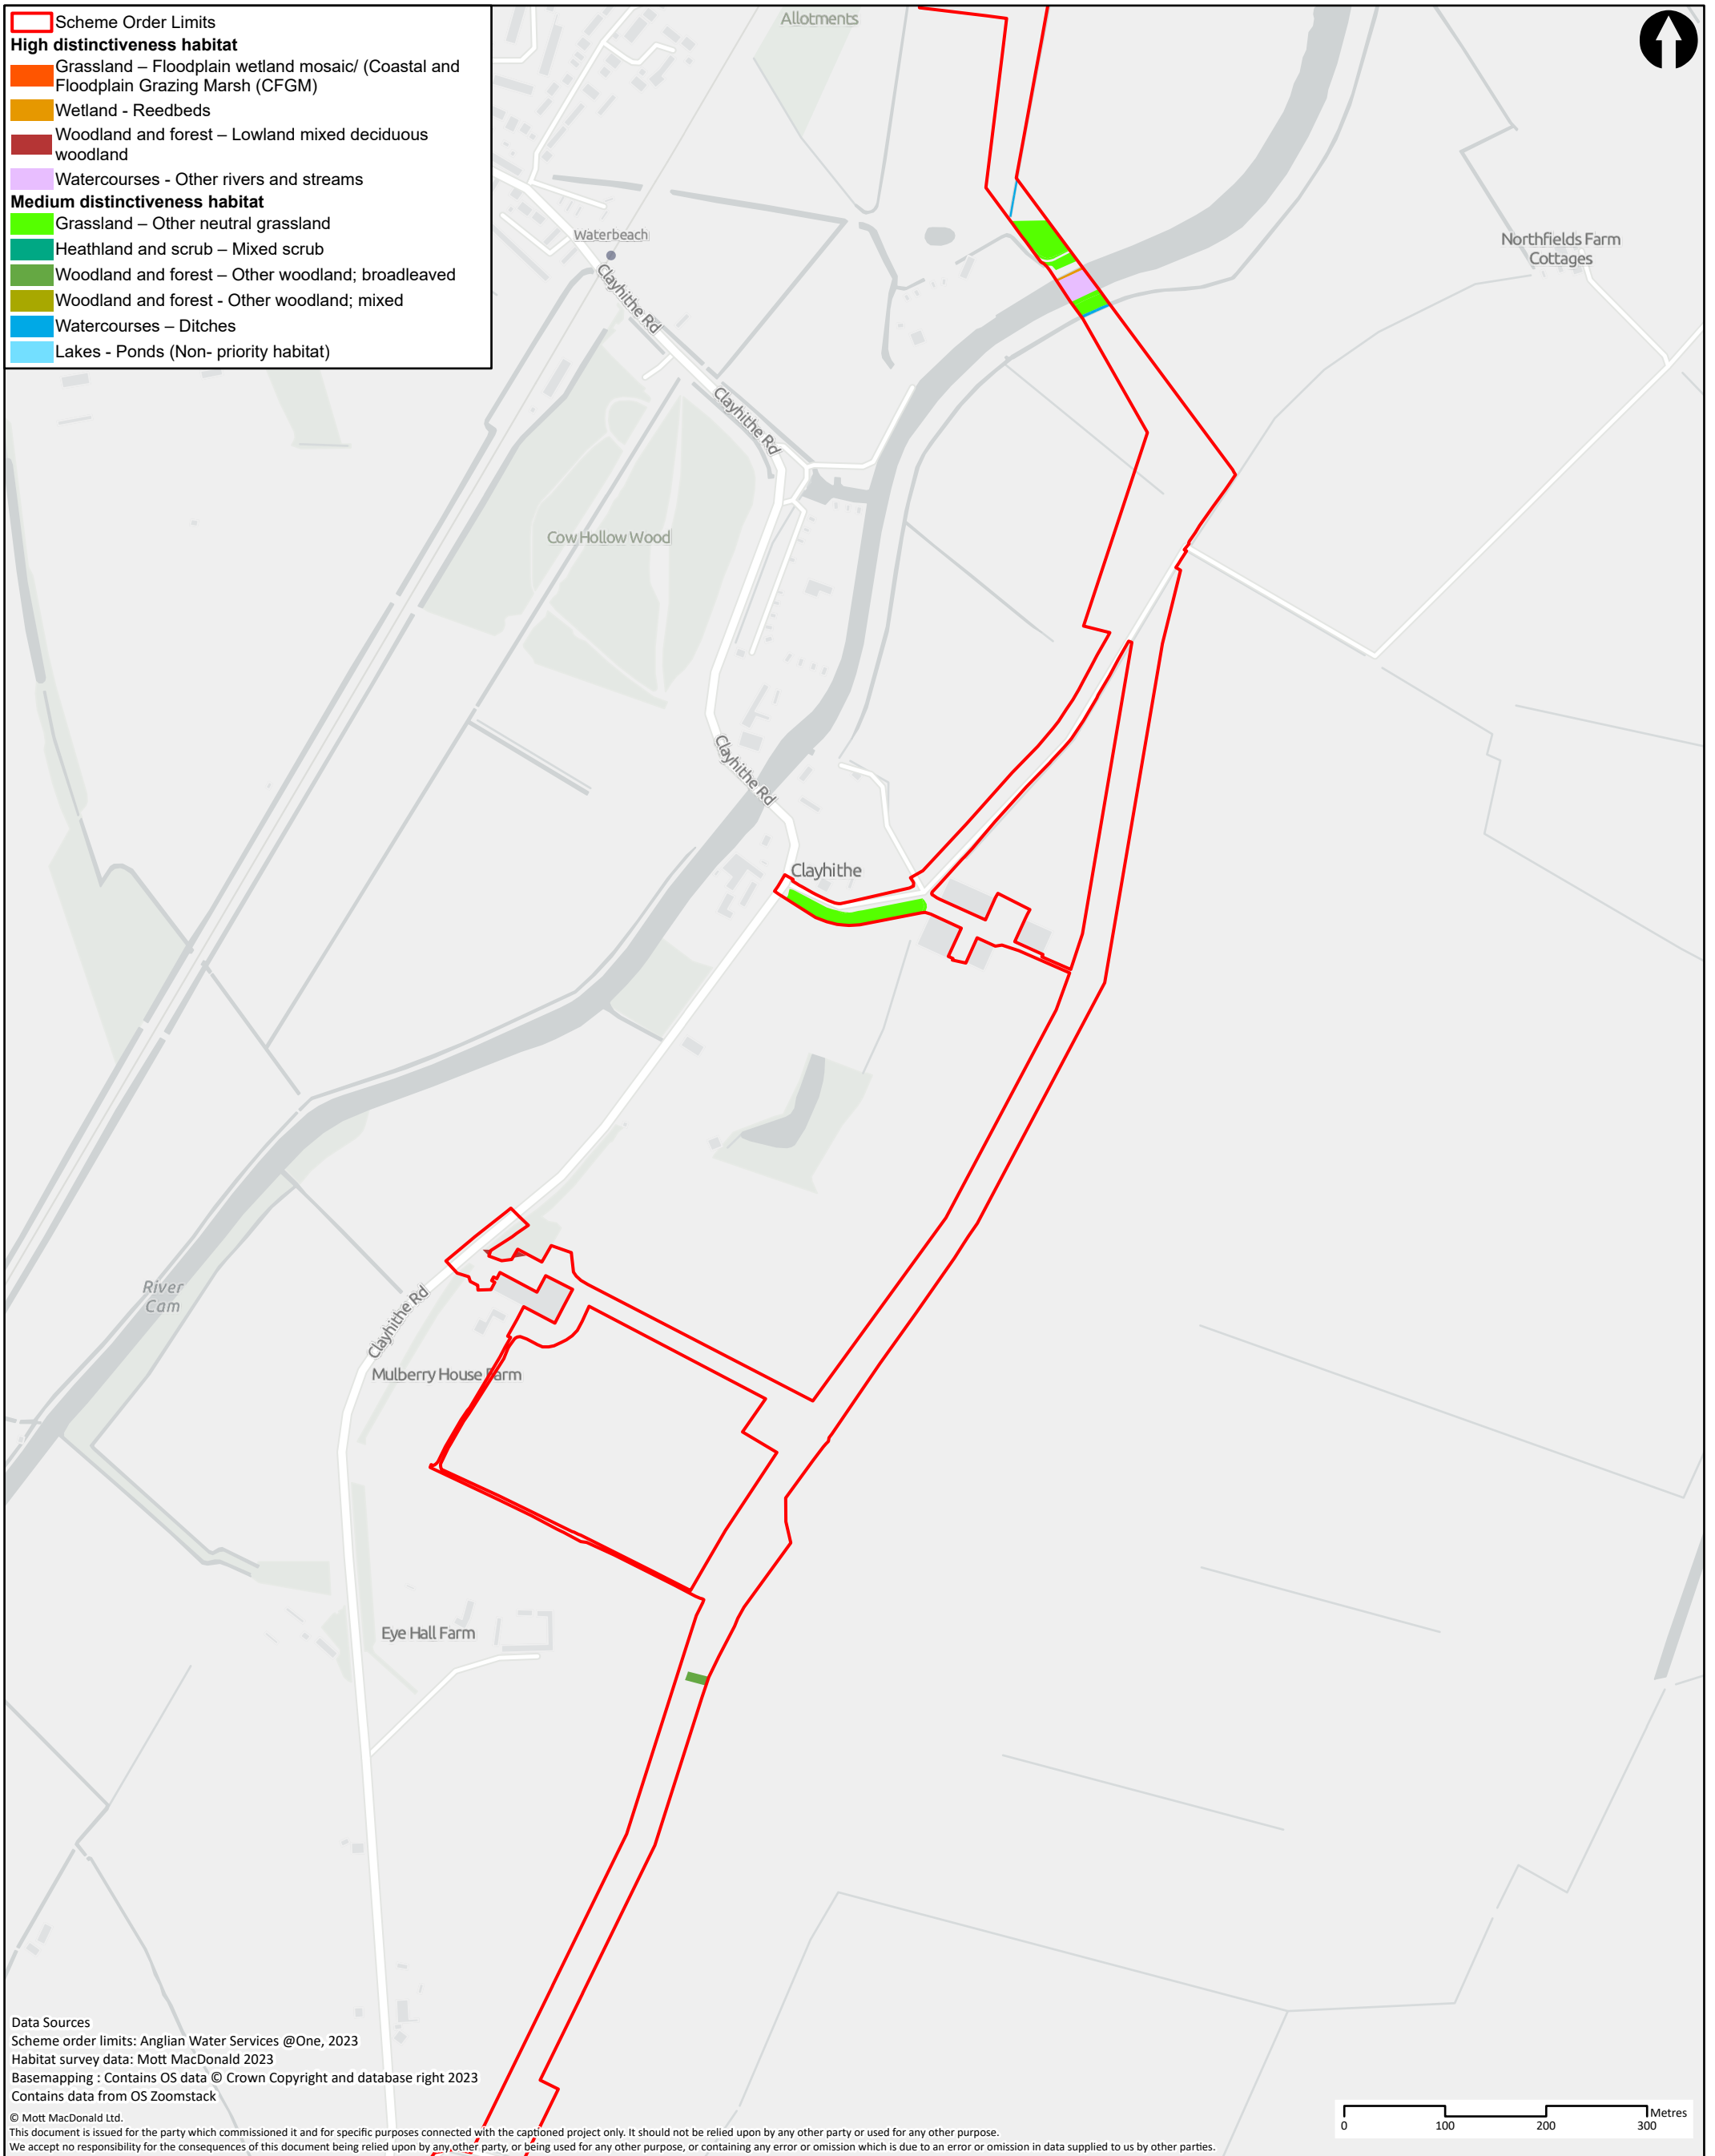 Scheme Order Limits
High distinctiveness habitat
Grassland – Floodplain wetland mosaic/ (Coastal and
Floodplain Grazing Marsh (CFGM)
Wetland - Reedbeds
Woodland and forest – Lowland mixed deciduous
woodland
Watercourses - Other rivers and streams
Medium distinctiveness habitat
Grassland – Other neutral grassland
Heathland and scrub – Mixed scrub
Woodland and forest – Other woodland; broadleaved
Woodland and forest - Other woodland; mixed
Watercourses – Ditches
Lakes - Ponds (Non- priority habitat)
Allotments
Waterbeach
Northfields Farm
Cottages
Clayhithe Rd
Clayhithe Rd
Cow Hollow Wood
Clayhithe Rd
Clayhithe
River
Cam
Clayhithe Rd
Mulberry House Farm
Eye Hall Farm
Data Sources
Scheme order limits: Anglian Water Services @One, 2023
Habitat survey data: Mott MacDonald 2023
Basemapping : Contains OS data © Crown Copyright and database right 2023
Contains data from OS Zoomstack
© Mott MacDonald Ltd.
This document is issued for the party which commissioned it and for specific purposes connected with the captioned project only. It should not be relied upon by any other party or used for any other purpose.
We accept no responsibility for the consequences of this document being relied upon by any other party, or being used for any other purpose, or containing any error or omission which is due to an error or omission in data supplied to us by other parties.
Metres
0 100 200 300